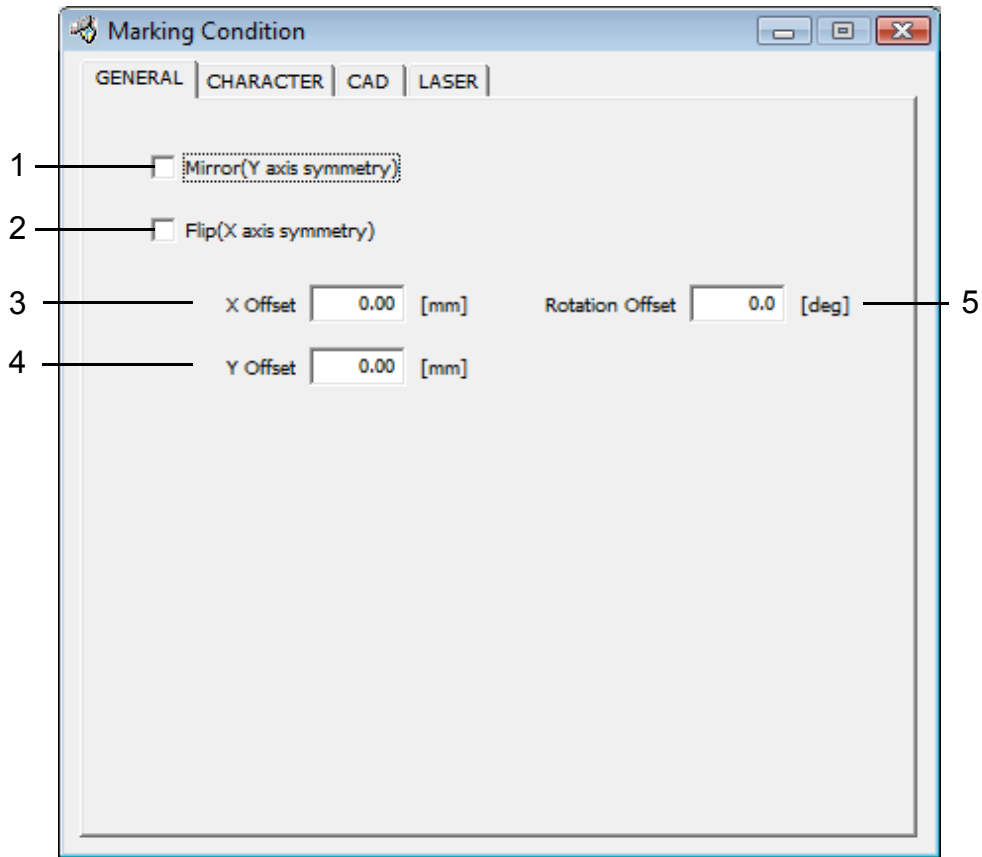 Marking Condition
GENERAL CHARACTER CAD LASER
1 Mirror(Y axis symmetry)
2 Flip(X axis symmetry)
3 X Offset 0.00 [mm] Rotation Offset 0.0 [deg] 5
4 Y Offset 0.00 [mm]